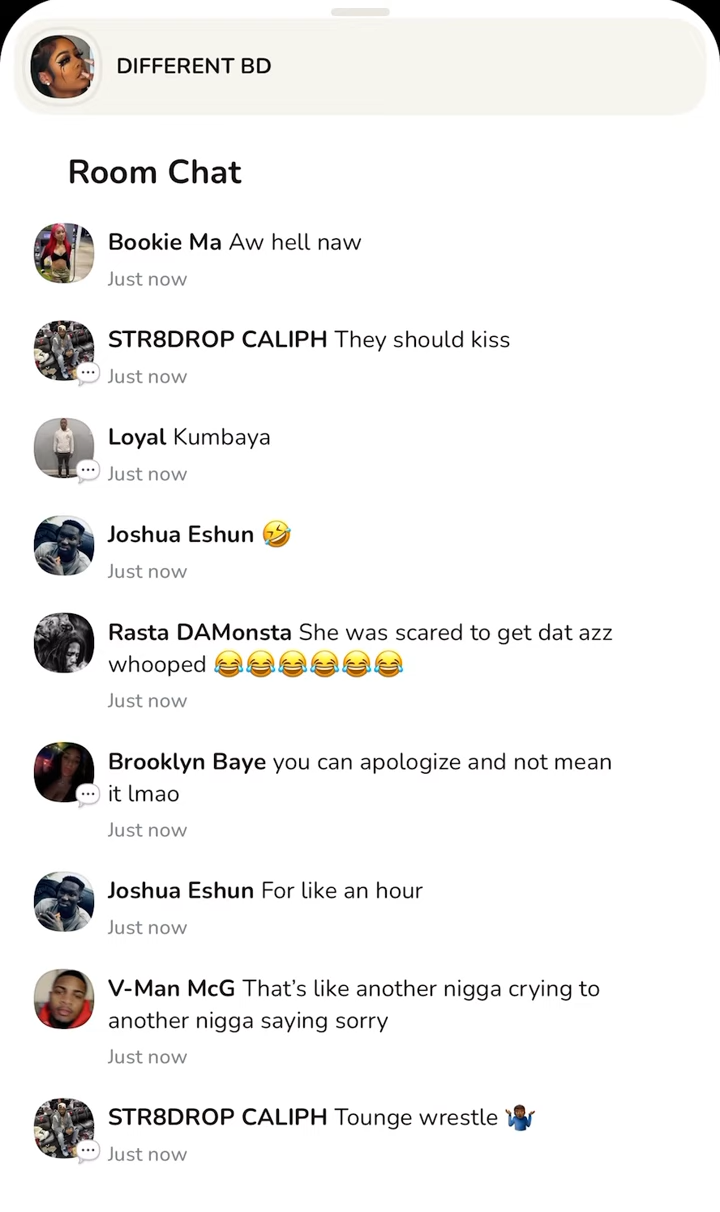 DIFFERENT BD
Room Chat
Bookie Ma Aw hell naw
Just now
STR8DROP CALIPH They should kiss
Just now
Loyal Kumbaya
Just now
Joshua Eshun 🤣
Just now
Rasta DAMonsta She was scared to get dat azz
whooped 😂😂😂😂😂😂
Just now
Brooklyn Baye you can apologize and not mean
it lmao
Just now
Joshua Eshun For like an hour
Just now
V-Man McG That’s like another nigga crying to
another nigga saying sorry
Just now
STR8DROP CALIPH Tounge wrestle 🤷🏾‍♂️
Just now